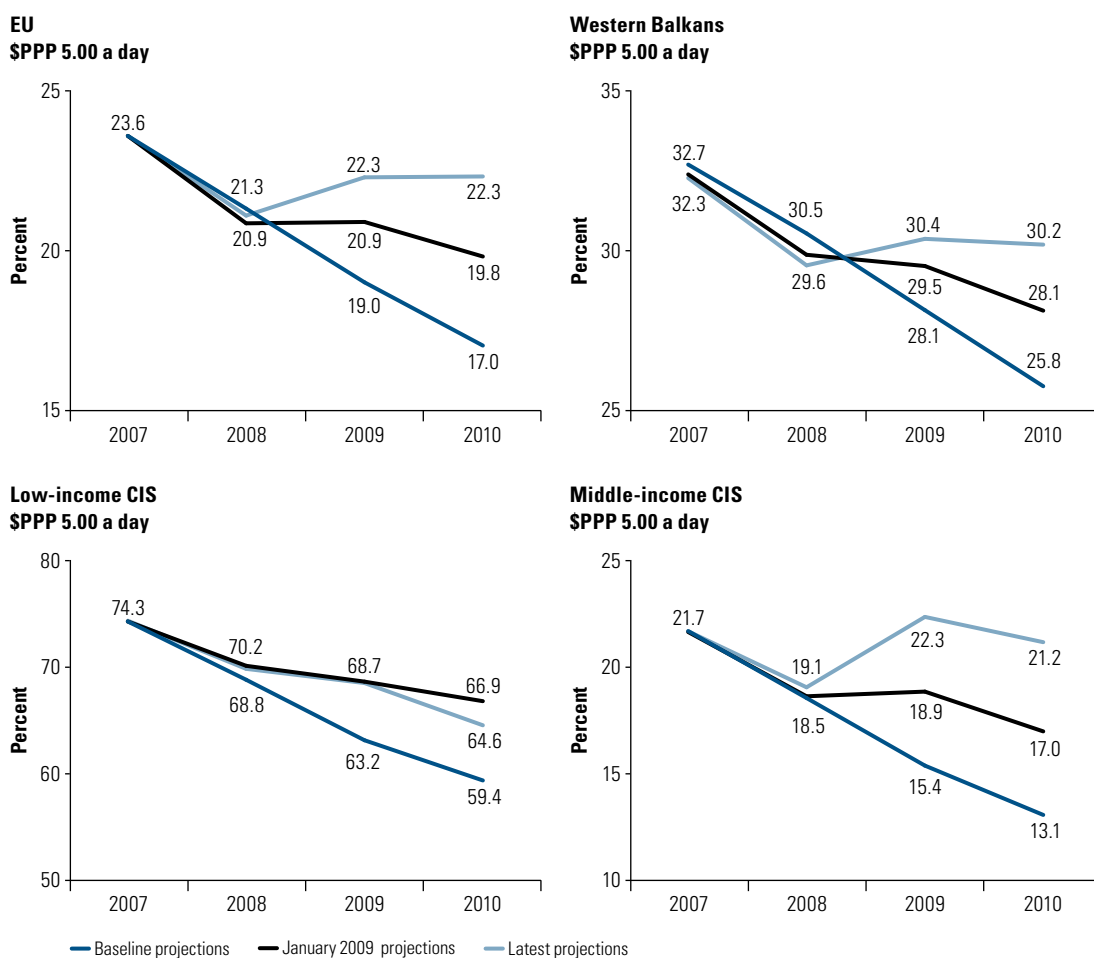 EU
$PPP 5.00 a day
25
20
15
Percent
23.6
21.3
20.9
22.3
20.9
19.0
22.3
19.8
17.0
2007 2008 2009 2010
Western Balkans
$PPP 5.00 a day
35
30
25
Percent
32.7
32.3
30.5
29.6
30.4
29.5
28.1
30.2
28.1
25.8
2007 2008 2009 2010
Low-income CIS
$PPP 5.00 a day
80
70
60
50
Percent
74.3
70.2
68.8
68.7
63.2
66.9
64.6
59.4
2007 2008 2009 2010
Middle-income CIS
$PPP 5.00 a day
25
20
15
10
Percent
21.7
19.1
18.5
22.3
18.9
15.4
21.2
17.0
13.1
2007 2008 2009 2010
Baseline projections January 2009 projections Latest projections